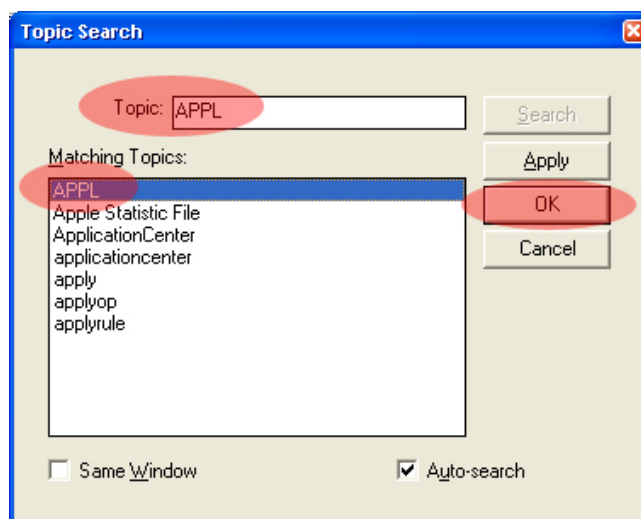 Topic Search
Topic: APPL
Search
Matching Topics:
Apply
APPL
OK
Apple Statistic File
ApplicationCenter
Cancel
applicationcenter
apply
applyop
applyrule
Same Window
Auto-search